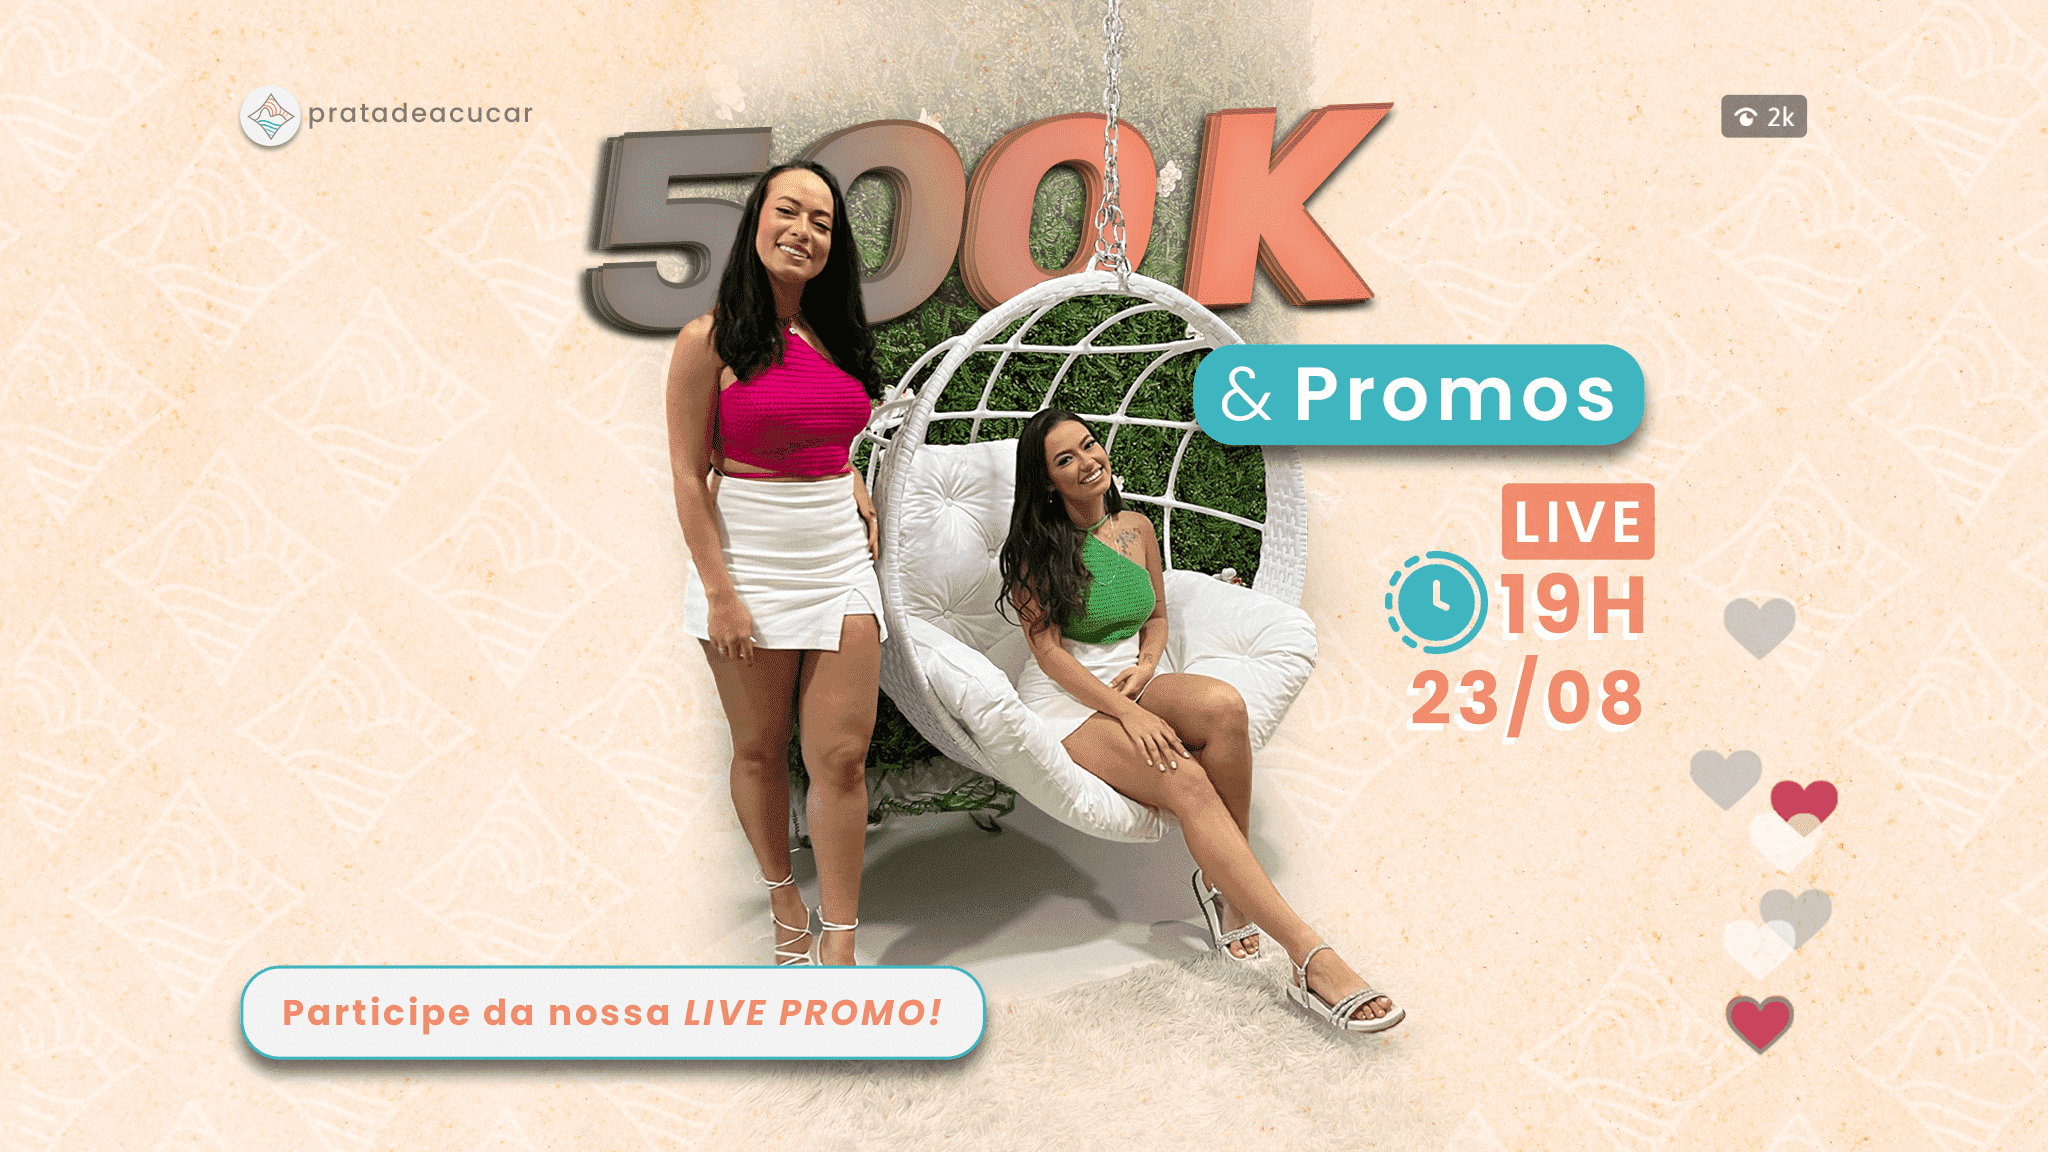 pratadeacucar
2k
500K
& Promos
LIVE
19H
23/08
Participe da nossa LIVE PROMO!